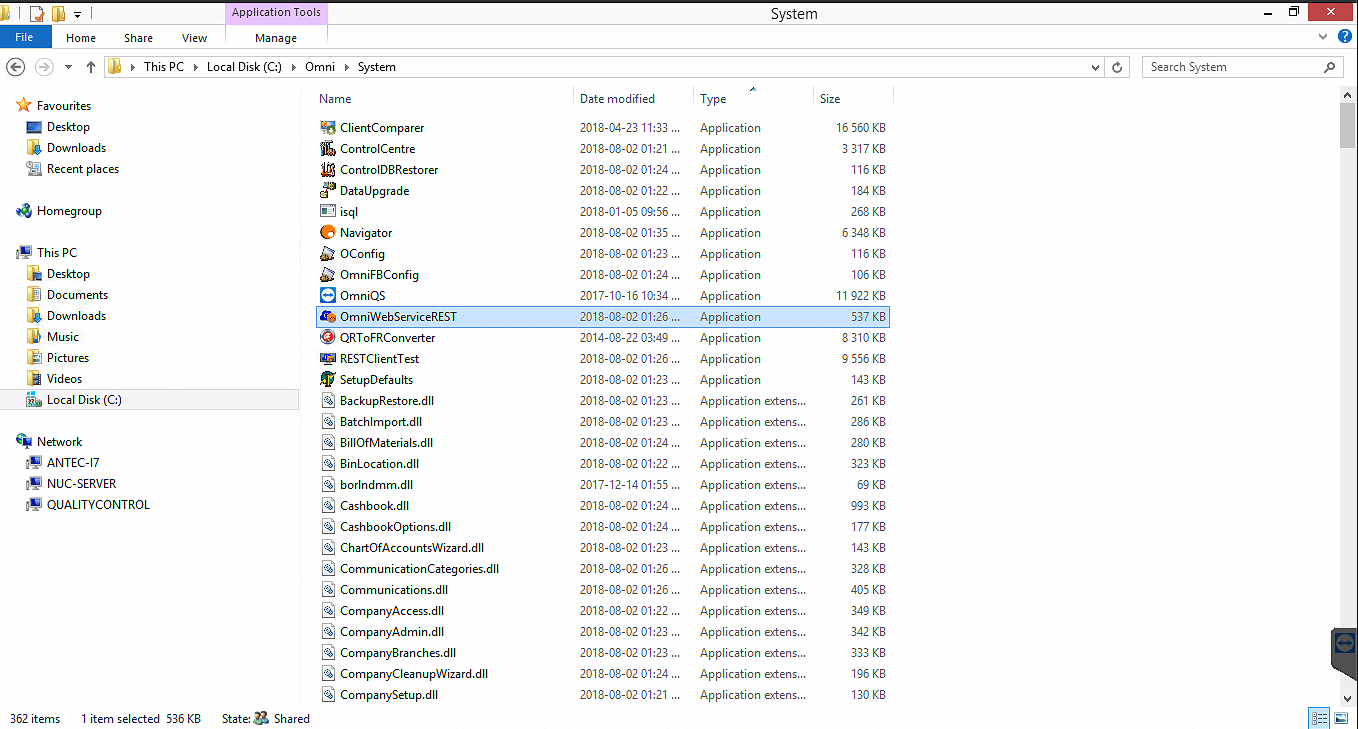 Application Tools
System
File Home Share View Manage
This PC Local Disk (C:) Omni System
Search System
Favourites
Desktop
Downloads
Recent places
Homegroup
This PC
Desktop
Documents
Downloads
Music
Pictures
Videos
Local Disk (C:)
Network
ANTEC-I7
NUC-SERVER
QUALITYCONTROL
Name Date modified Type Size
ClientComparer 2018-04-23 11:33 ... Application 16 560 KB
ControlCentre 2018-08-02 01:21 ... Application 3 317 KB
ControlDBRestorer 2018-08-02 01:24 ... Application 116 KB
DataUpgrade 2018-08-02 01:22 ... Application 184 KB
isql 2018-01-05 09:56 ... Application 268 KB
Navigator 2018-08-02 01:35 ... Application 6 348 KB
OConfig 2018-08-02 01:23 ... Application 116 KB
OmniFBConfig 2018-08-02 01:24 ... Application 106 KB
OmniQS 2017-10-16 10:34 ... Application 11 922 KB
OmniWebServiceREST 2018-08-02 01:26 ... Application 537 KB
QRToFRConverter 2014-08-22 03:49 ... Application 8 310 KB
RESTClientTest 2018-08-02 01:26 ... Application 9 556 KB
SetupDefaults 2018-08-02 01:23 ... Application 143 KB
BackupRestore.dll 2018-08-02 01:23 ... Application extens... 261 KB
BatchImport.dll 2018-08-02 01:23 ... Application extens... 286 KB
BillOfMaterials.dll 2018-08-02 01:24 ... Application extens... 280 KB
BinLocation.dll 2018-08-02 01:22 ... Application extens... 323 KB
borlndmm.dll 2017-12-14 01:55 ... Application extens... 69 KB
Cashbook.dll 2018-08-02 01:24 ... Application extens... 993 KB
CashbookOptions.dll 2018-08-02 01:24 ... Application extens... 177 KB
ChartOfAccountsWizard.dll 2018-08-02 01:23 ... Application extens... 143 KB
CommunicationCategories.dll 2018-08-02 01:26 ... Application extens... 328 KB
Communications.dll 2018-08-02 01:26 ... Application extens... 405 KB
CompanyAccess.dll 2018-08-02 01:22 ... Application extens... 349 KB
CompanyAdmin.dll 2018-08-02 01:23 ... Application extens... 342 KB
CompanyBranches.dll 2018-08-02 01:23 ... Application extens... 333 KB
CompanyCleanupWizard.dll 2018-08-02 01:24 ... Application extens... 196 KB
CompanySetup.dll 2018-08-02 01:21 ... Application extens... 130 KB
362 items 1 item selected 536 KB State: Shared